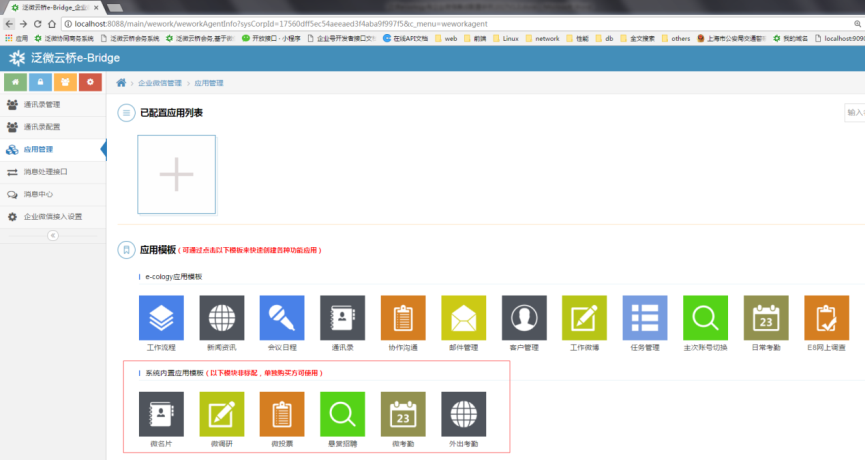 泛微云桥e-Bridge_企业
localhost:8088/main/wework/weworkAgentInfo?sysCorpId=17560dff5ec54aeeaed3f4aba9f997f5&c_menu=weworkagent
应用 泛微协同商务系统 泛微云桥会务系统 泛微云桥会务,基于微 开放接口 - 小程序 企业号开发者接口文 在线API文档 web 前端 Linux network 性能 db 全文搜索 others 上海市公安局交通警 我的域名 localhost:9090
泛微云桥e-Bridge
企业微信管理 › 应用管理
通讯录管理
通讯录配置
应用管理
消息处理接口
消息中心
企业微信接入设置
已配置应用列表
输入
应用模板 ( 可通过点击以下模板来快速创建各种功能应用 )
e-cology应用模板
工作流程 新闻资讯 会议日程 通讯录 协作沟通 邮件管理 客户管理 工作微博 任务管理 主次账号切换 日常考勤 E8网上调查
系统内置应用模板 ( 以下模块非标配，单独购买方可使用 )
微名片 微调研 微投票 悬赏招聘 微考勤 外出考勤